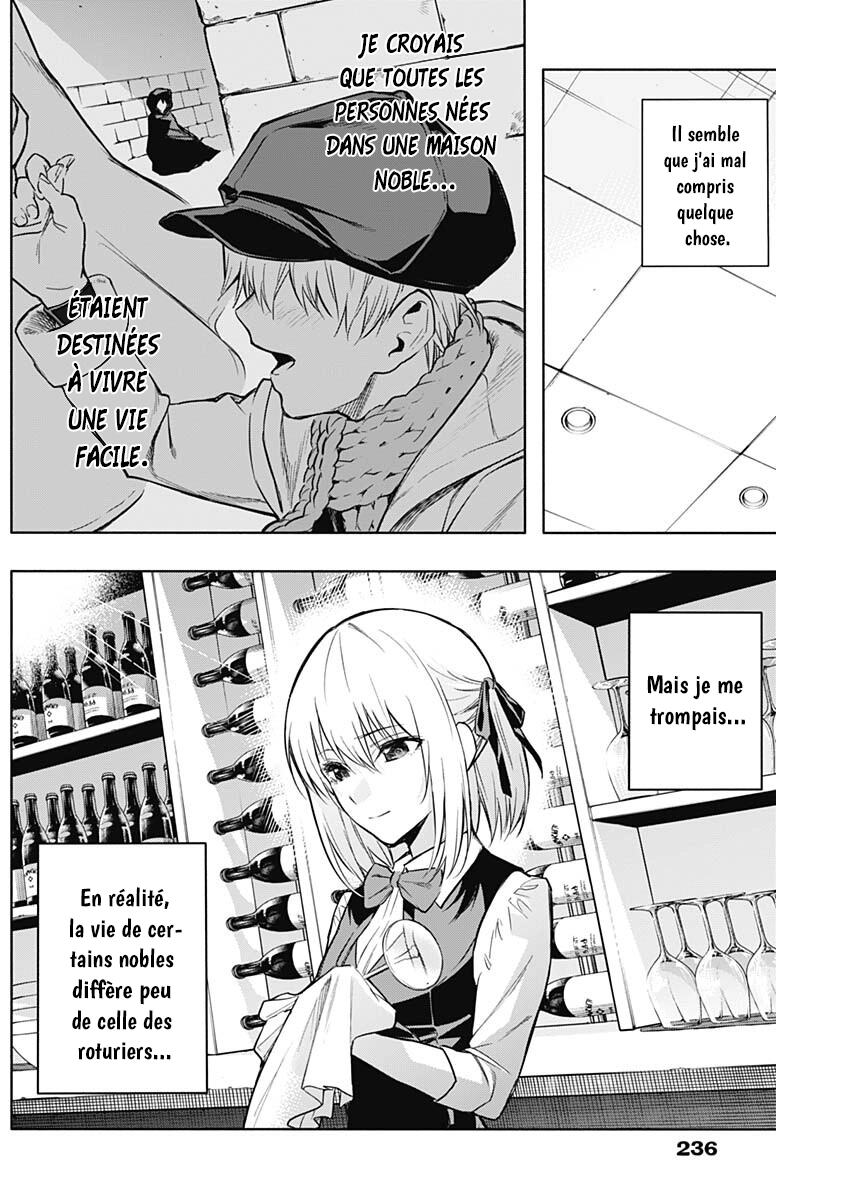 Il semble
que j'ai mal
compris
quelque
chose.
JE CROYAIS
QUE TOUTES LES
PERSONNES NÉES
DANS UNE MAISON
NOBLE...
ÉTAIENT
DESTINÉES
À VIVRE
UNE VIE
FACILE.
Mais je me
trompais...
En réalité,
la vie de cer-
tains nobles
diffère peu
de celle des
roturiers...
236